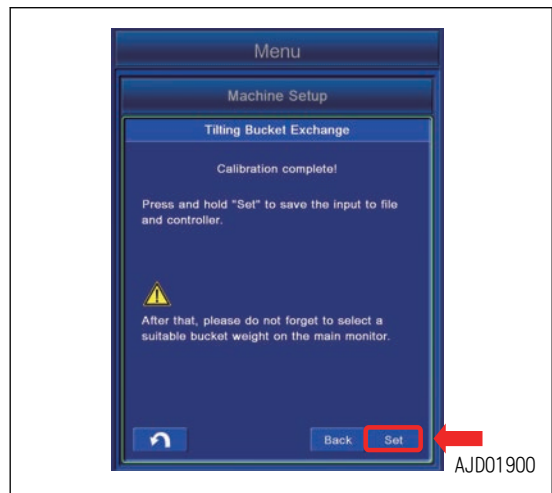 Menu
Machine Setup
Tilting Bucket Exchange
Calibration complete!
Press and hold "Set" to save the input to file
and controller.
After that, please do not forget to select a
suitable bucket weight on the main monitor.
Back Set
AJD01900